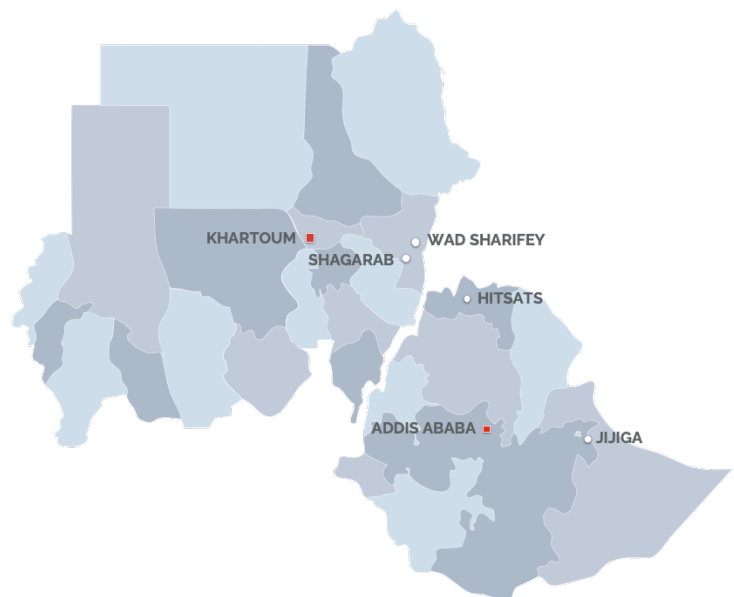 KHARTOUM
WAD SHARIFEY
SHAGARAB
HITSATS
ADDIS ABABA
JIJIGA